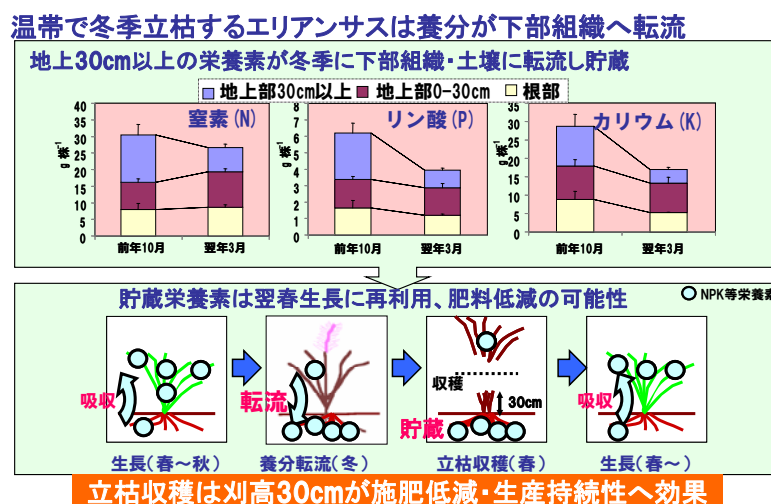 温帯で冬季立枯するエリアンサスは養分が下部組織へ転流
地上30cm以上の栄養素が冬季に下部組織・土壌に転流し貯蔵
地上部30cm以上 地上部0-30cm 根部
窒素(N)
g 株-1
40
35
30
25
20
15
10
5
0
前年10月 翌年3月
リン酸(P)
g 株-1
8
7
6
5
4
3
2
1
0
前年10月 翌年3月
カリウム(K)
g 株-1
35
30
25
20
15
10
5
0
前年10月 翌年3月
貯蔵栄養素は翌春生長に再利用、肥料低減の可能性
NPK等栄養素
吸収
転流
収穫
30cm
貯蔵
吸収
生長(春～秋) 養分転流(冬) 立枯収穫(春) 生長(春～)
立枯収穫は刈高30cmが施肥低減・生産持続性へ効果